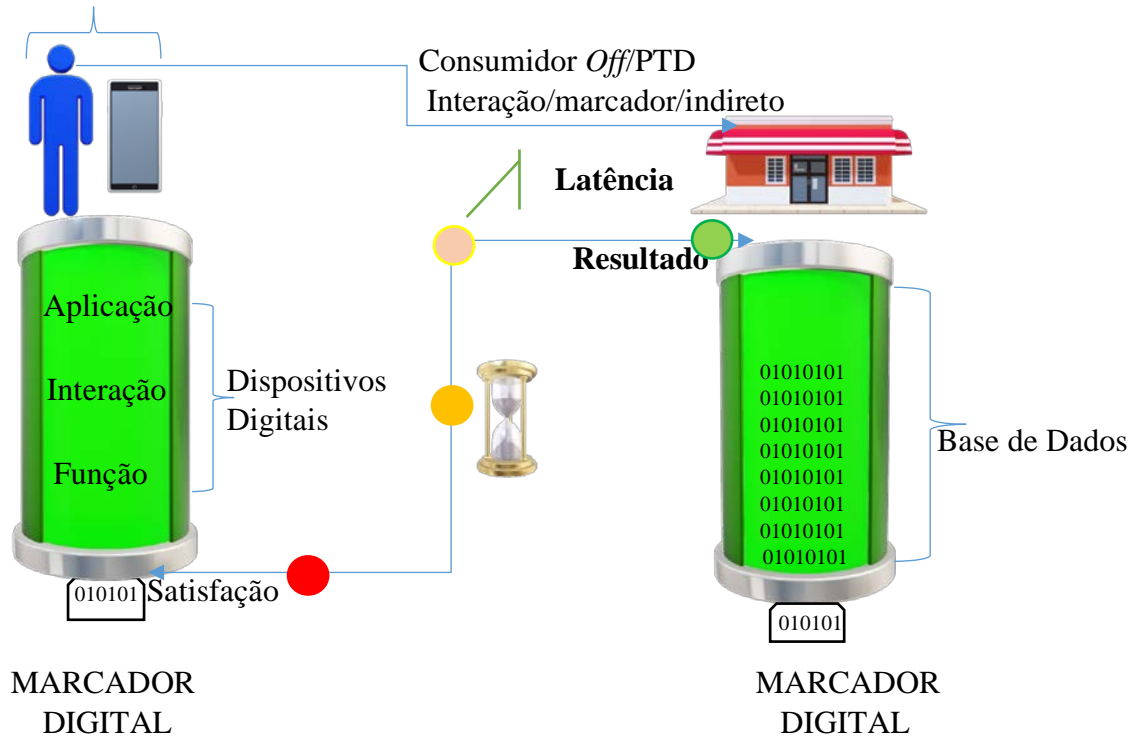 Consumidor Off/PTD
Interação/marcador/indireto
Latência
Resultado
Aplicação
Interação
Função
Dispositivos
Digitais
01010101
01010101
01010101
01010101
01010101
01010101
01010101
01010101
Base de Dados
Satisfação
010101
010101
MARCADOR
DIGITAL
MARCADOR
DIGITAL